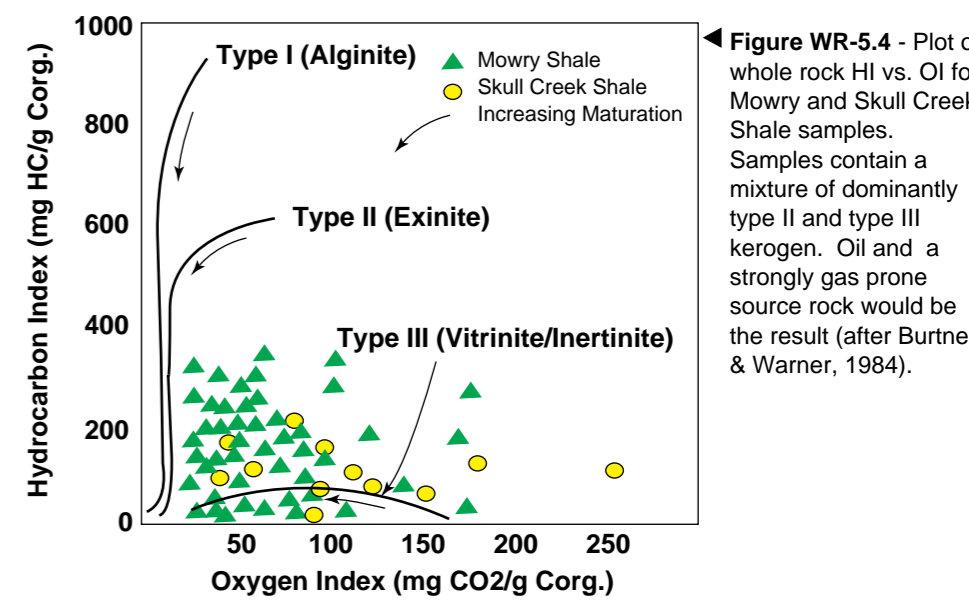 1000
800
600
400
200
0
Hydrocarbon Index (mg HC/g Corg.)
Type I (Alginite)
Mowry Shale
Skull Creek Shale
Increasing Maturation
Type II (Exinite)
Type III (Vitrinite/Inertinite)
50 100 150 200 250
Oxygen Index (mg CO2/g Corg.)
Figure WR-5.4 - Plot
whole rock HI vs. OI
Mowry and Skull
Shale samples.
Samples contain a
mixture of dominantly
type II and type III
kerogen. Oil and a
strongly gas prone
source rock would be
the result (after
& Warner, 1984).